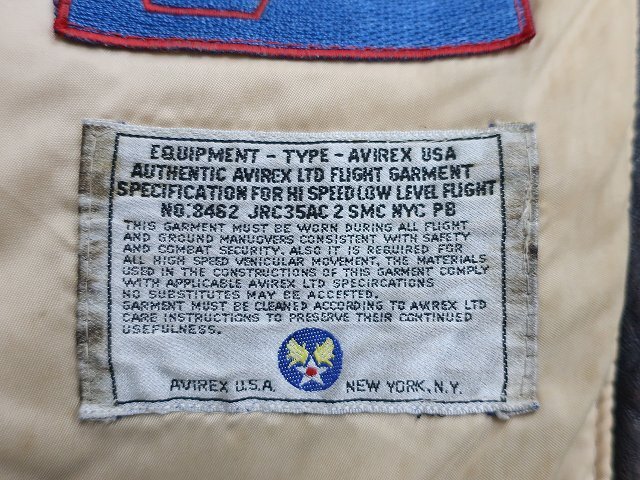 EQUIPMENT - TYPE - AVIREX USA
AUTHENTIC AVIREX LTD FLIGHT GARMENT
SPECIFICATION FOR HI SPEED LOW LEVEL FLIGHT
NO. 3462 JRC35AC 2 SMC NYC PB
THIS GARMENT MUST BE WORN DURING ALL FLIGHT
AND GROUND MANUOVERS CONSISTENT WITH SAFETY
AND COMBAT SECURITY. ALSO IT IS REQUIRED FOR
ALL HIGH SPEED VEHICULAR MOVEMENT. THE MATERIALS
USED IN THE CONSTRUCTIONS OF THIS GARMENT COMPLY
WITH APPLICABLE AVIREX LTD SPECIRCATIONS
NO SUBSTITUTES MAY BE ACCEPTED.
GARMENT MUST BE CLEANED ACCORDING TO AVIREX LTD
CARE INSTRUCTIONS TO PRESERVE THEIR CONTINUED
USEFULNESS.
AVIREX U.S.A. NEW YORK, N.Y.